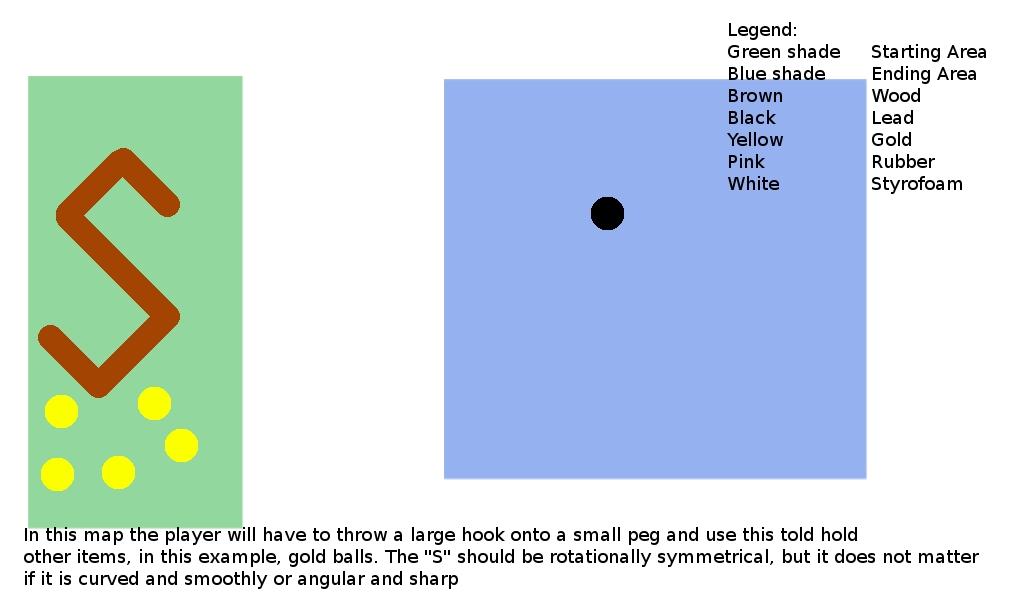 Legend:
Green shade Starting Area
Blue shade Ending Area
Brown Wood
Black Lead
Yellow Gold
Pink Rubber
White Styrofoam
In this map the player will have to throw a large hook onto a small peg and use this told hold
other items, in this example, gold balls. The "S" should be rotationally symmetrical, but it does not matter
if it is curved and smoothly or angular and sharp